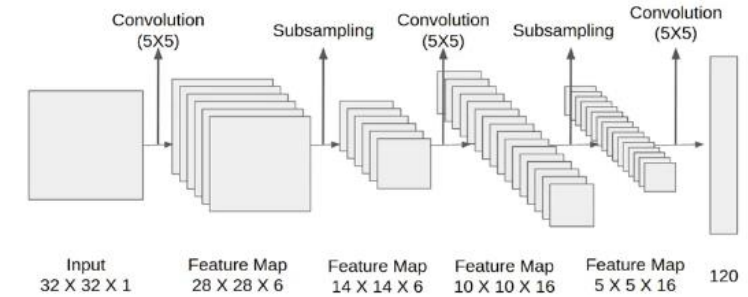 Convolution
(5X5)
Subsampling
Convolution
(5X5)
Subsampling
Convolution
(5X5)
Input
32 X 32 X 1
Feature Map
28 X 28 X 6
Feature Map
14 X 14 X 6
Feature Map
10 X 10 X 16
Feature Map
5 X 5 X 16
120